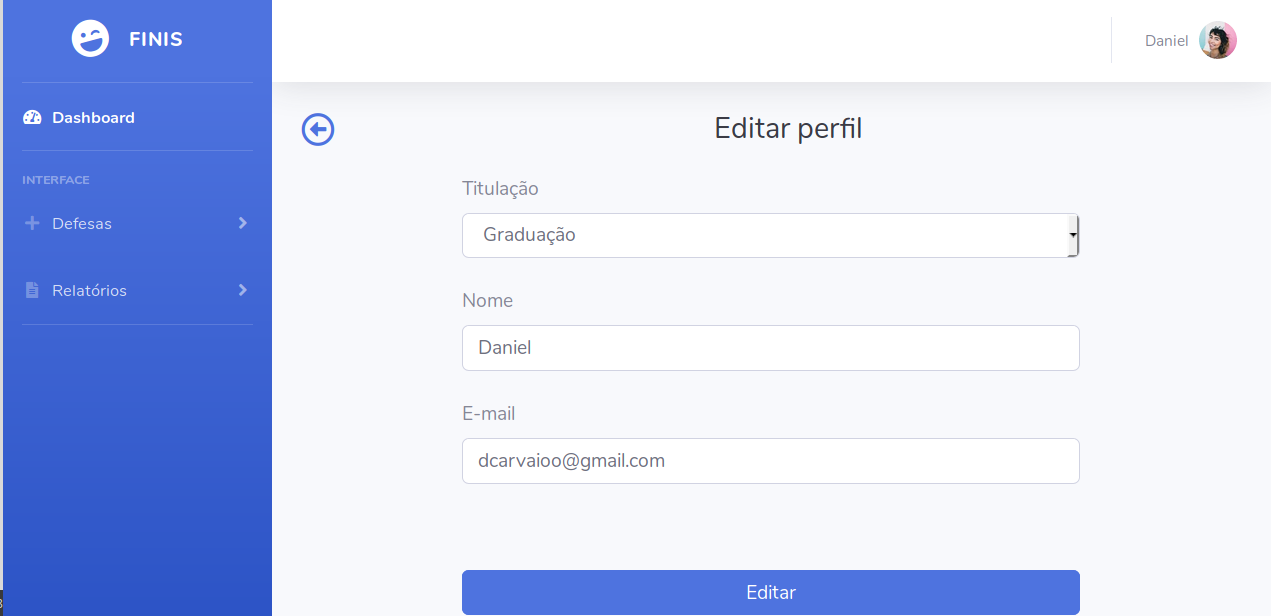 FINIS
Daniel
Dashboard
INTERFACE
Defesas
Relatórios
Editar perfil
Titulação
Graduação
Nome
Daniel
E-mail
dcarvaioo@gmail.com
Editar